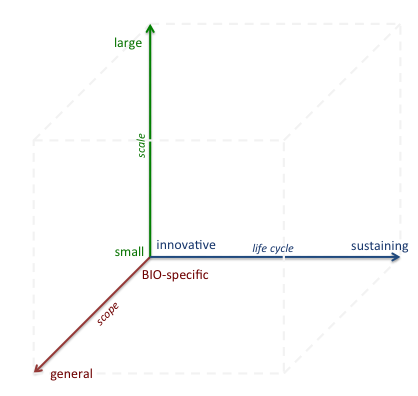 large
scale
small
innovative
life cycle
sustaining
BIO-specific
scope
general